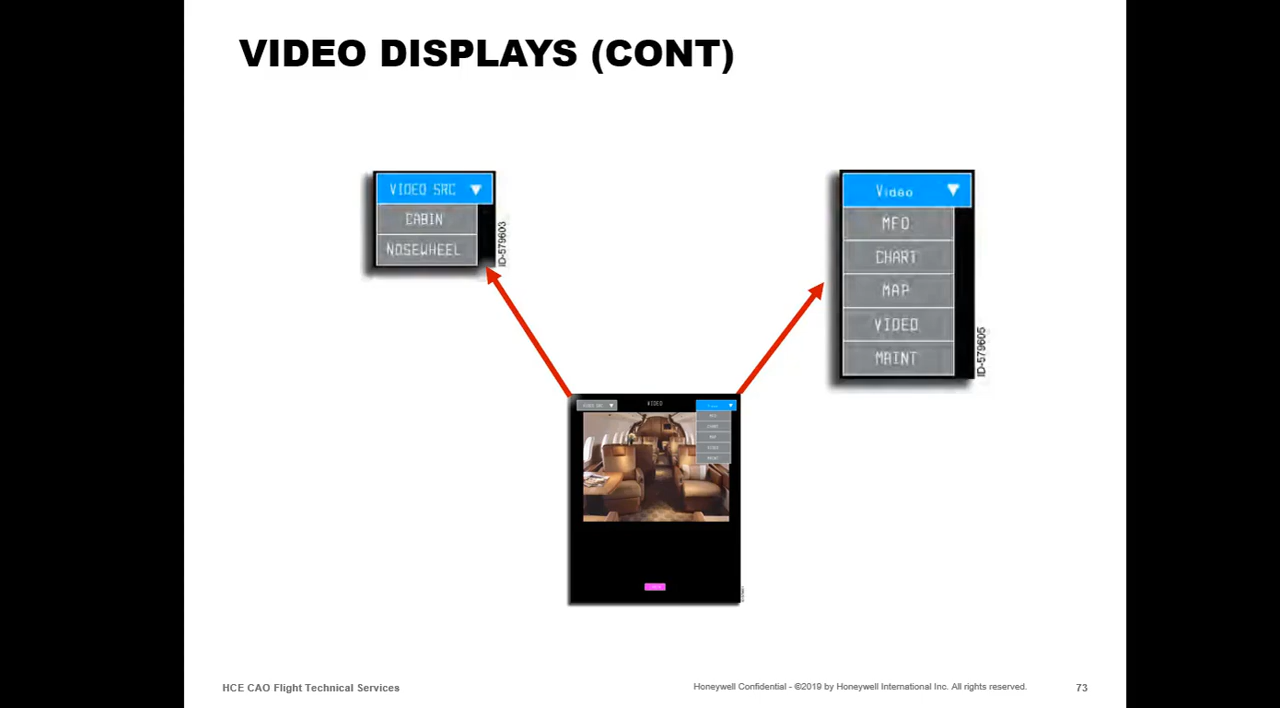 VIDEO DISPLAYS (CONT)
VIDEO SRC
CABIN
NOSEWHEEL
ID-579603
Video
MFD
CHART
MAP
VIDEO
MAINT
ID-579605
VIDEO
HCE CAO Flight Technical Services
Honeywell Confidential - ©2019 by Honeywell International Inc. All rights reserved.
73